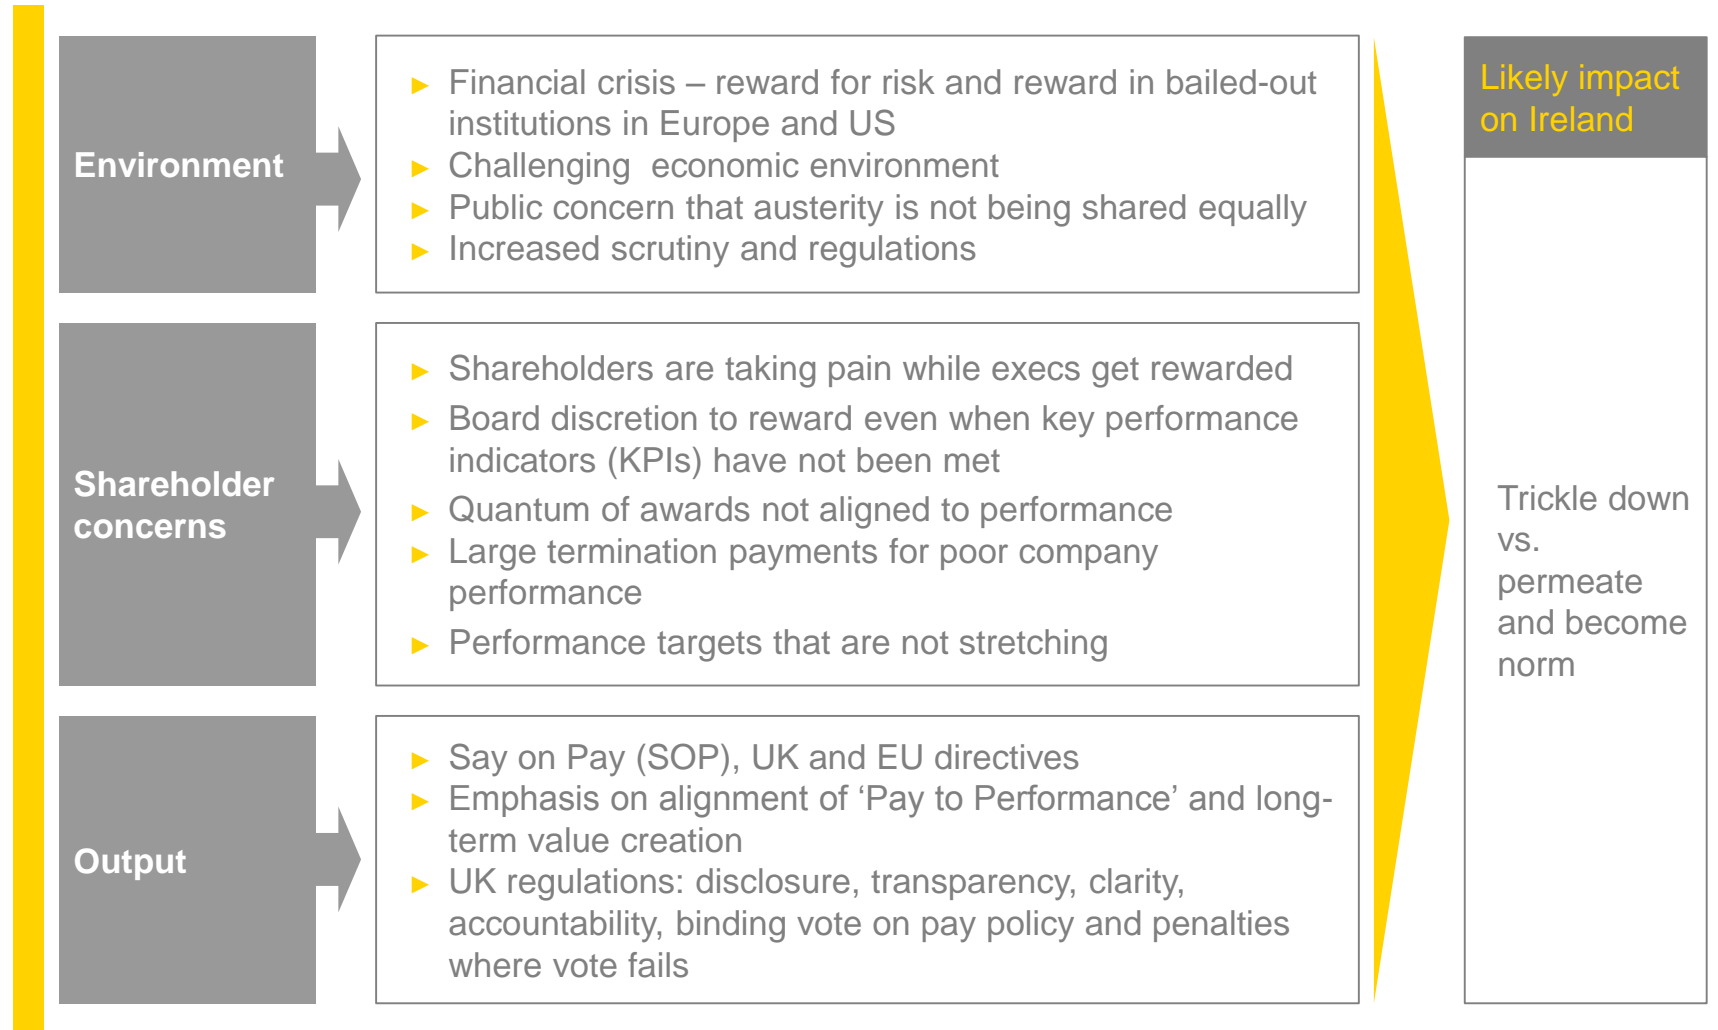 Environment
► Financial crisis – reward for risk and reward in bailed-out
institutions in Europe and US
► Challenging  economic environment
► Public concern that austerity is not being shared equally
► Increased scrutiny and regulations
Shareholder
concerns
► Shareholders are taking pain while execs get rewarded
► Board discretion to reward even when key performance
indicators (KPIs) have not been met
► Quantum of awards not aligned to performance
► Large termination payments for poor company
performance
► Performance targets that are not stretching
Output
► Say on Pay (SOP), UK and EU directives
► Emphasis on alignment of ‘Pay to Performance’ and long-
term value creation
► UK regulations: disclosure, transparency, clarity,
accountability, binding vote on pay policy and penalties
where vote fails
Likely impact
on Ireland
Trickle down
vs.
permeate
and become
norm